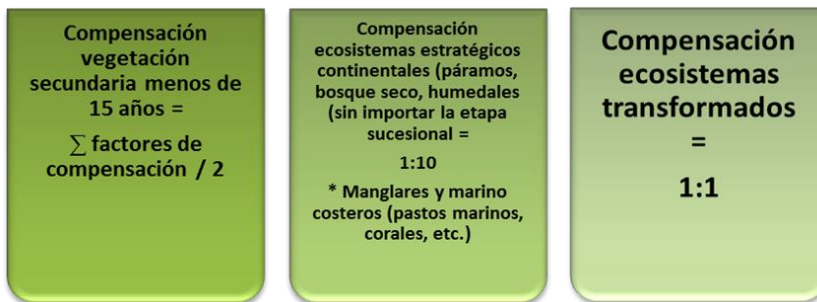 Compensación
vegetación
secundaria menos de
15 años =
∑ factores de
compensación / 2
Compensación
ecosistemas estratégicos
continentales (páramos,
bosque seco, humedales
(sin importar la etapa
sucesional =
1:10
* Manglares y marino
costeros (pastos marinos,
corales, etc.)
Compensación
ecosistemas
transformados
=
1:1